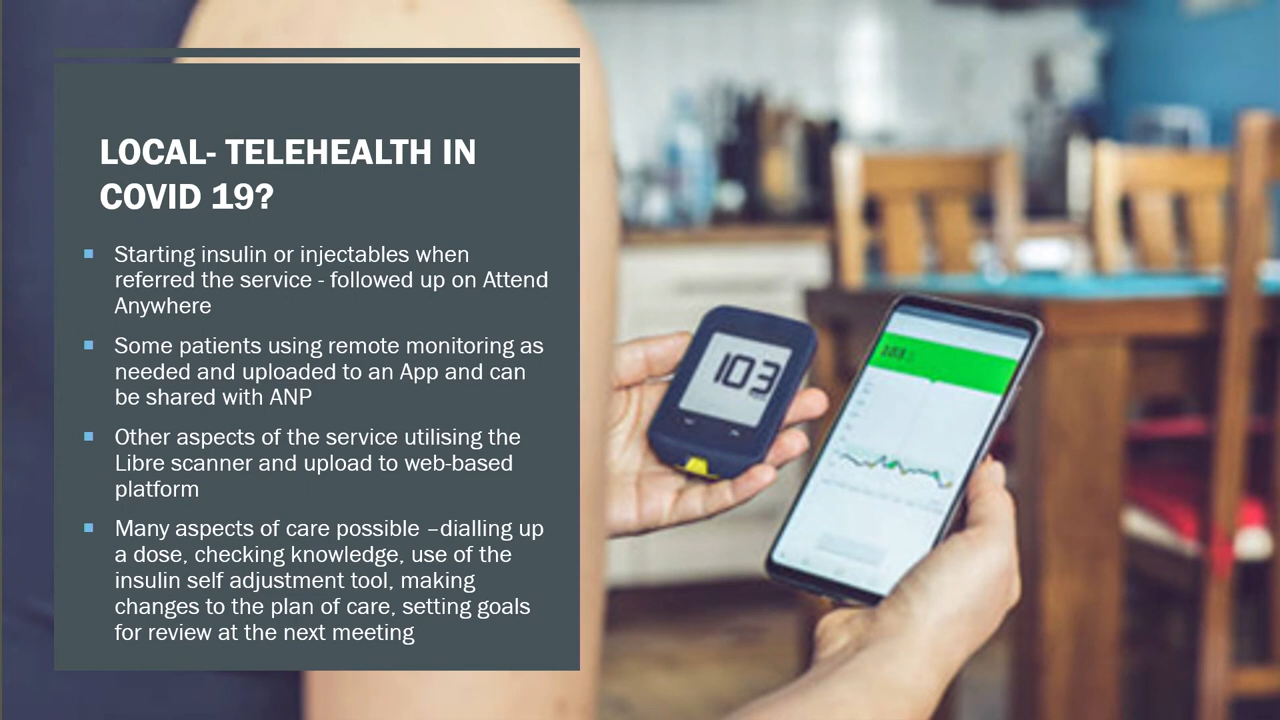 LOCAL- TELEHEALTH IN
COVID 19?
Starting insulin or injectables when
referred the service - followed up on Attend
Anywhere
Some patients using remote monitoring as
needed and uploaded to an App and can
be shared with ANP
Other aspects of the service utilising the
Libre scanner and upload to web-based
platform
Many aspects of care possible –dialling up
a dose, checking knowledge, use of the
insulin self adjustment tool, making
changes to the plan of care, setting goals
for review at the next meeting
103